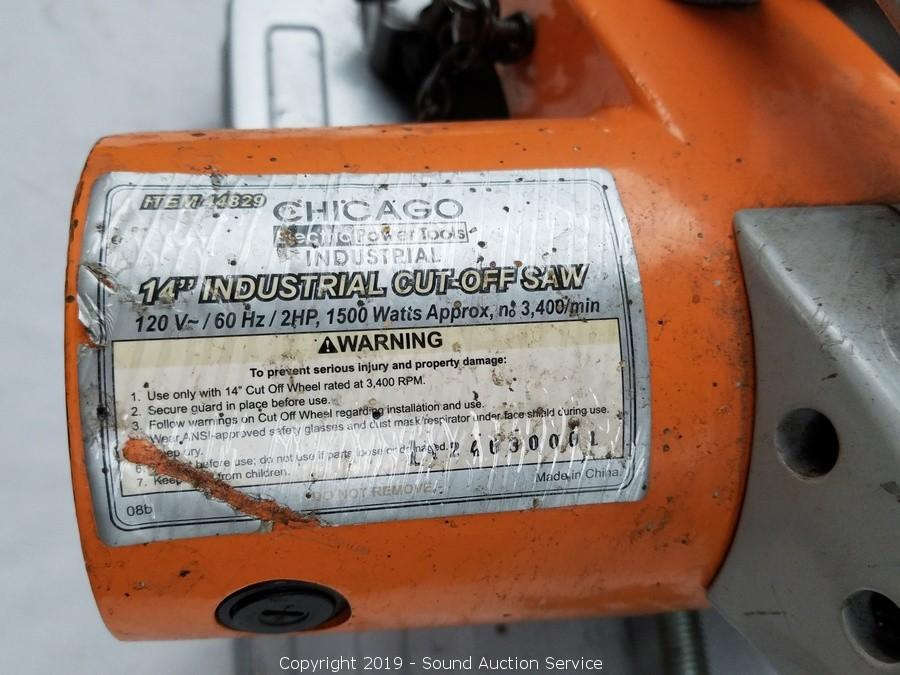 ITEM 44829
CHICAGO
Electric Power Tools
INDUSTRIAL
14" INDUSTRIAL CUT-OFF SAW
120 V~ / 60 Hz / 2HP, 1500 Watts Approx, n₀ 3,400/min
⚠WARNING
To prevent serious injury and property damage:
1. Use only with 14" Cut Off Wheel rated at 3,400 RPM.
2. Secure guard in place before use.
3. Follow warnings on Cut Off Wheel regarding installation and use.
Wear ANSI-approved safety glasses and dust mask/respirator under face shield during use.
dry.
6. before use; do not use if parts loose or damaged.
7. Keep from children.
DO NOT REMOVE.
Made in China.
08b
Copyright 2019 - Sound Auction Service